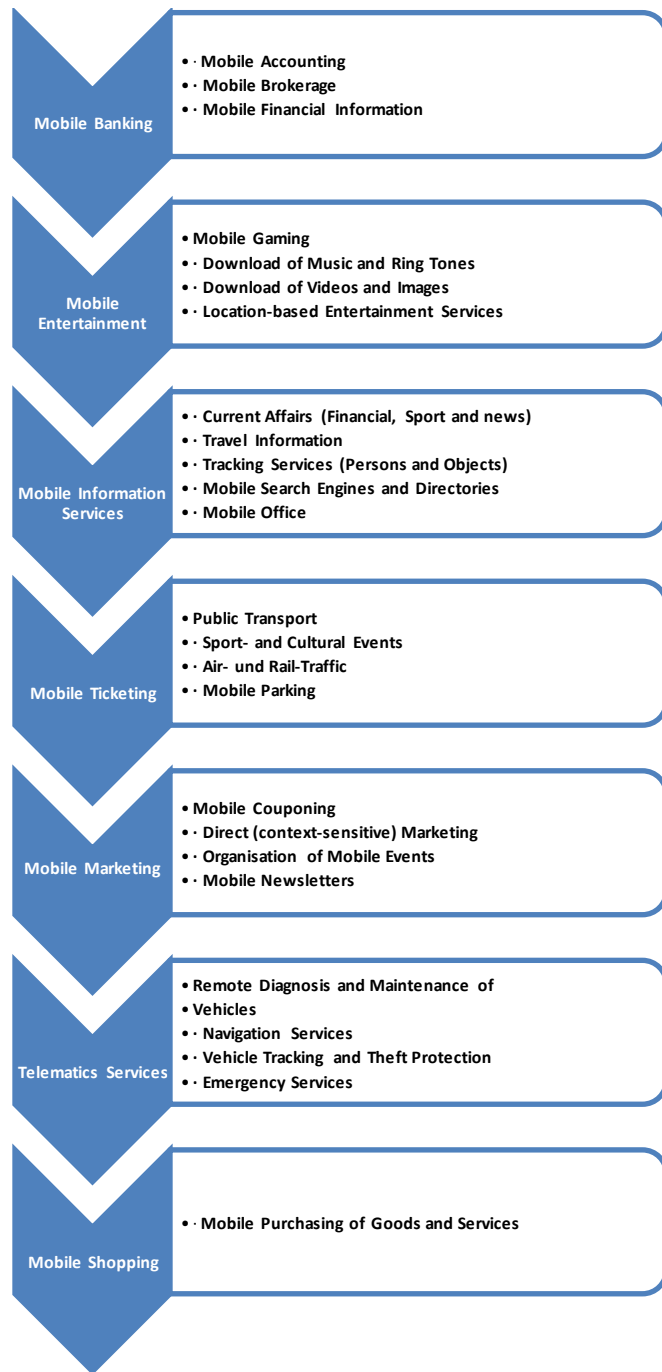 Mobile Banking
• · Mobile Accounting
• · Mobile Brokerage
• · Mobile Financial Information
Mobile
Entertainment
• Mobile Gaming
• · Download of Music and Ring Tones
• · Download of Videos and Images
• · Location-based Entertainment Services
Mobile Information
Services
• · Current Affairs (Financial, Sport and news)
• · Travel Information
• · Tracking Services (Persons and Objects)
• · Mobile Search Engines and Directories
• · Mobile Office
Mobile Ticketing
• Public Transport
• · Sport- and Cultural Events
• · Air- und Rail-Traffic
• · Mobile Parking
Mobile Marketing
• Mobile Couponing
• · Direct (context-sensitive) Marketing
• · Organisation of Mobile Events
• · Mobile Newsletters
Telematics Services
• Remote Diagnosis and Maintenance of
• Vehicles
• · Navigation Services
• · Vehicle Tracking and Theft Protection
• · Emergency Services
Mobile Shopping
• · Mobile Purchasing of Goods and Services